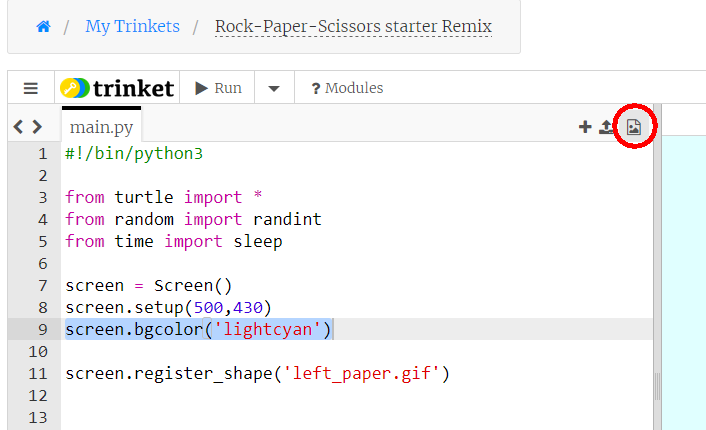 / My Trinkets / Rock-Paper-Scissors starter Remix
trinket Run ? Modules
main.py
1 #!/bin/python3
2
3 from turtle import *
4 from random import randint
5 from time import sleep
6
7 screen = Screen()
8 screen.setup(500,430)
9 screen.bgcolor('lightcyan')
10
11 screen.register_shape('left_paper.gif')
12
13